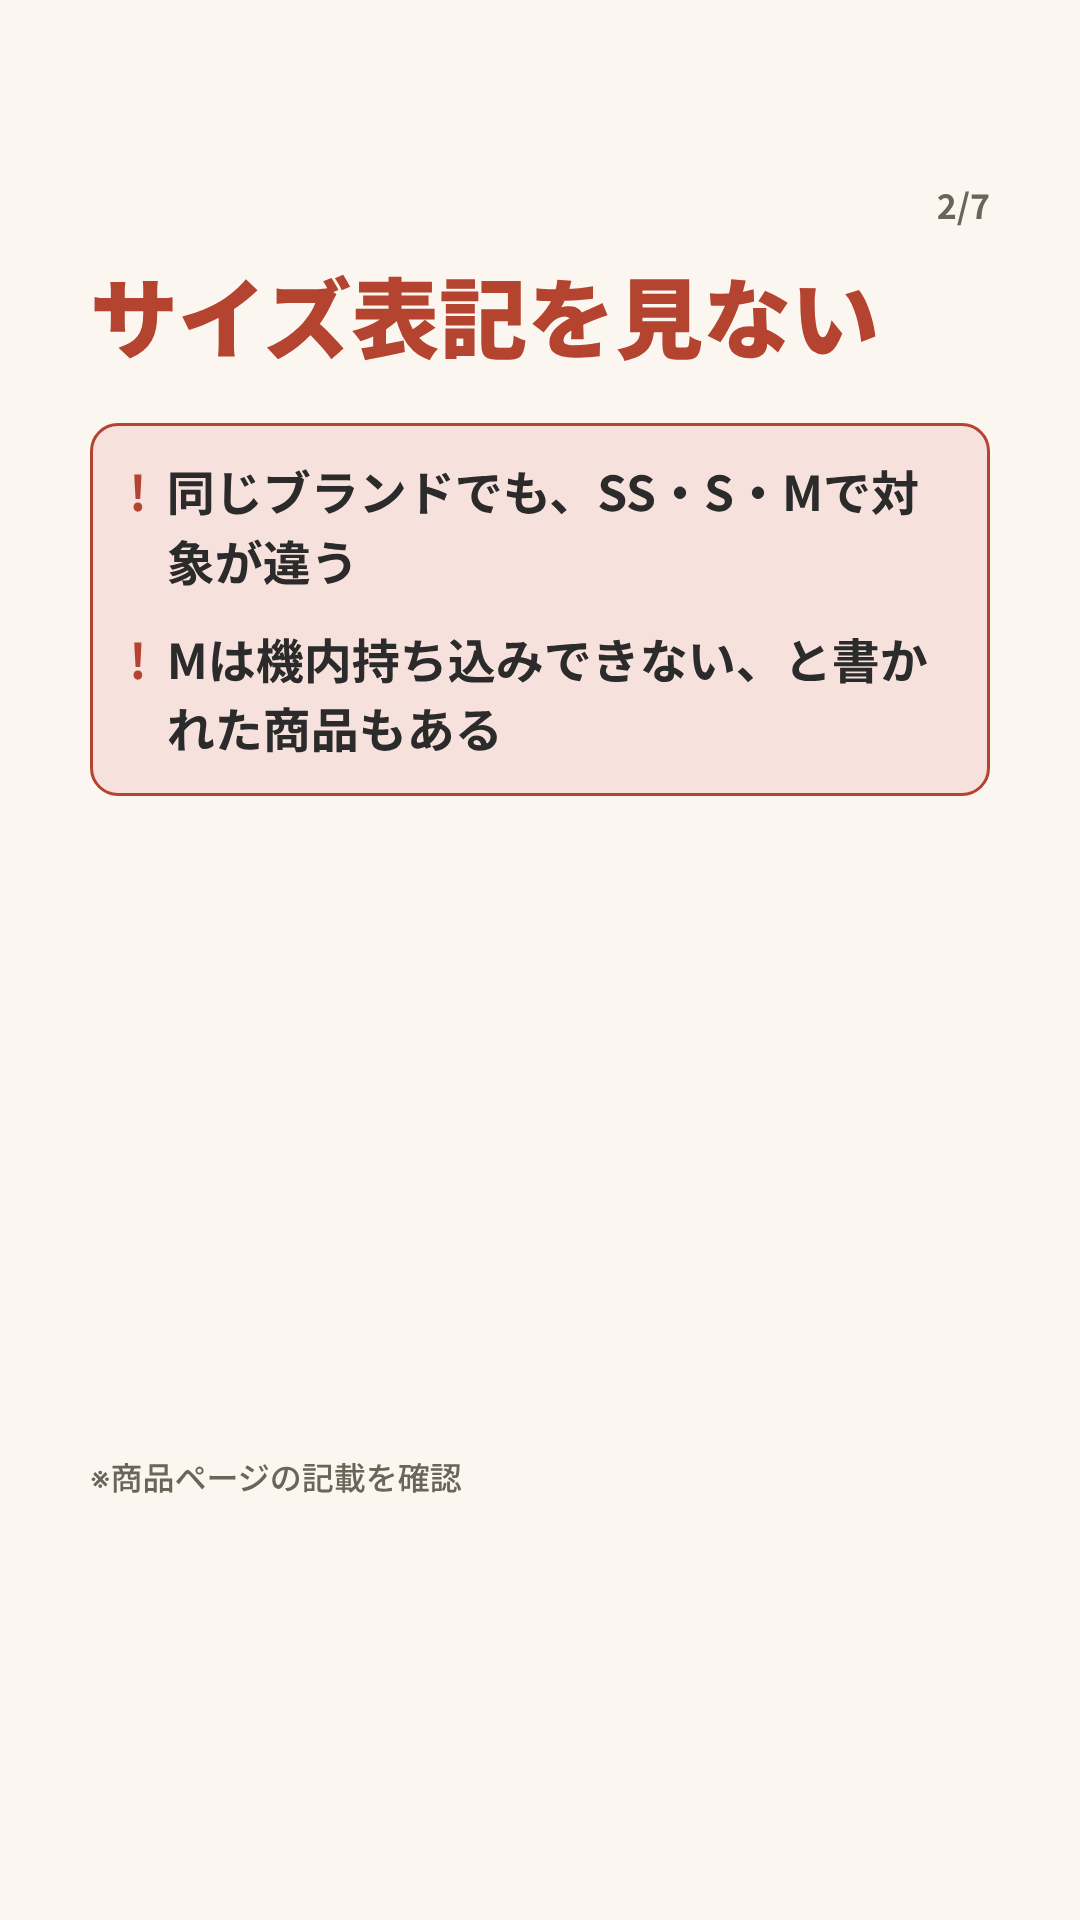 2/7
サイズ表記を見ない
! 同じブランドでも、SS・S・Mで対
象が違う
! Mは機内持ち込みできない、と書か
れた商品もある
※商品ページの記載を確認